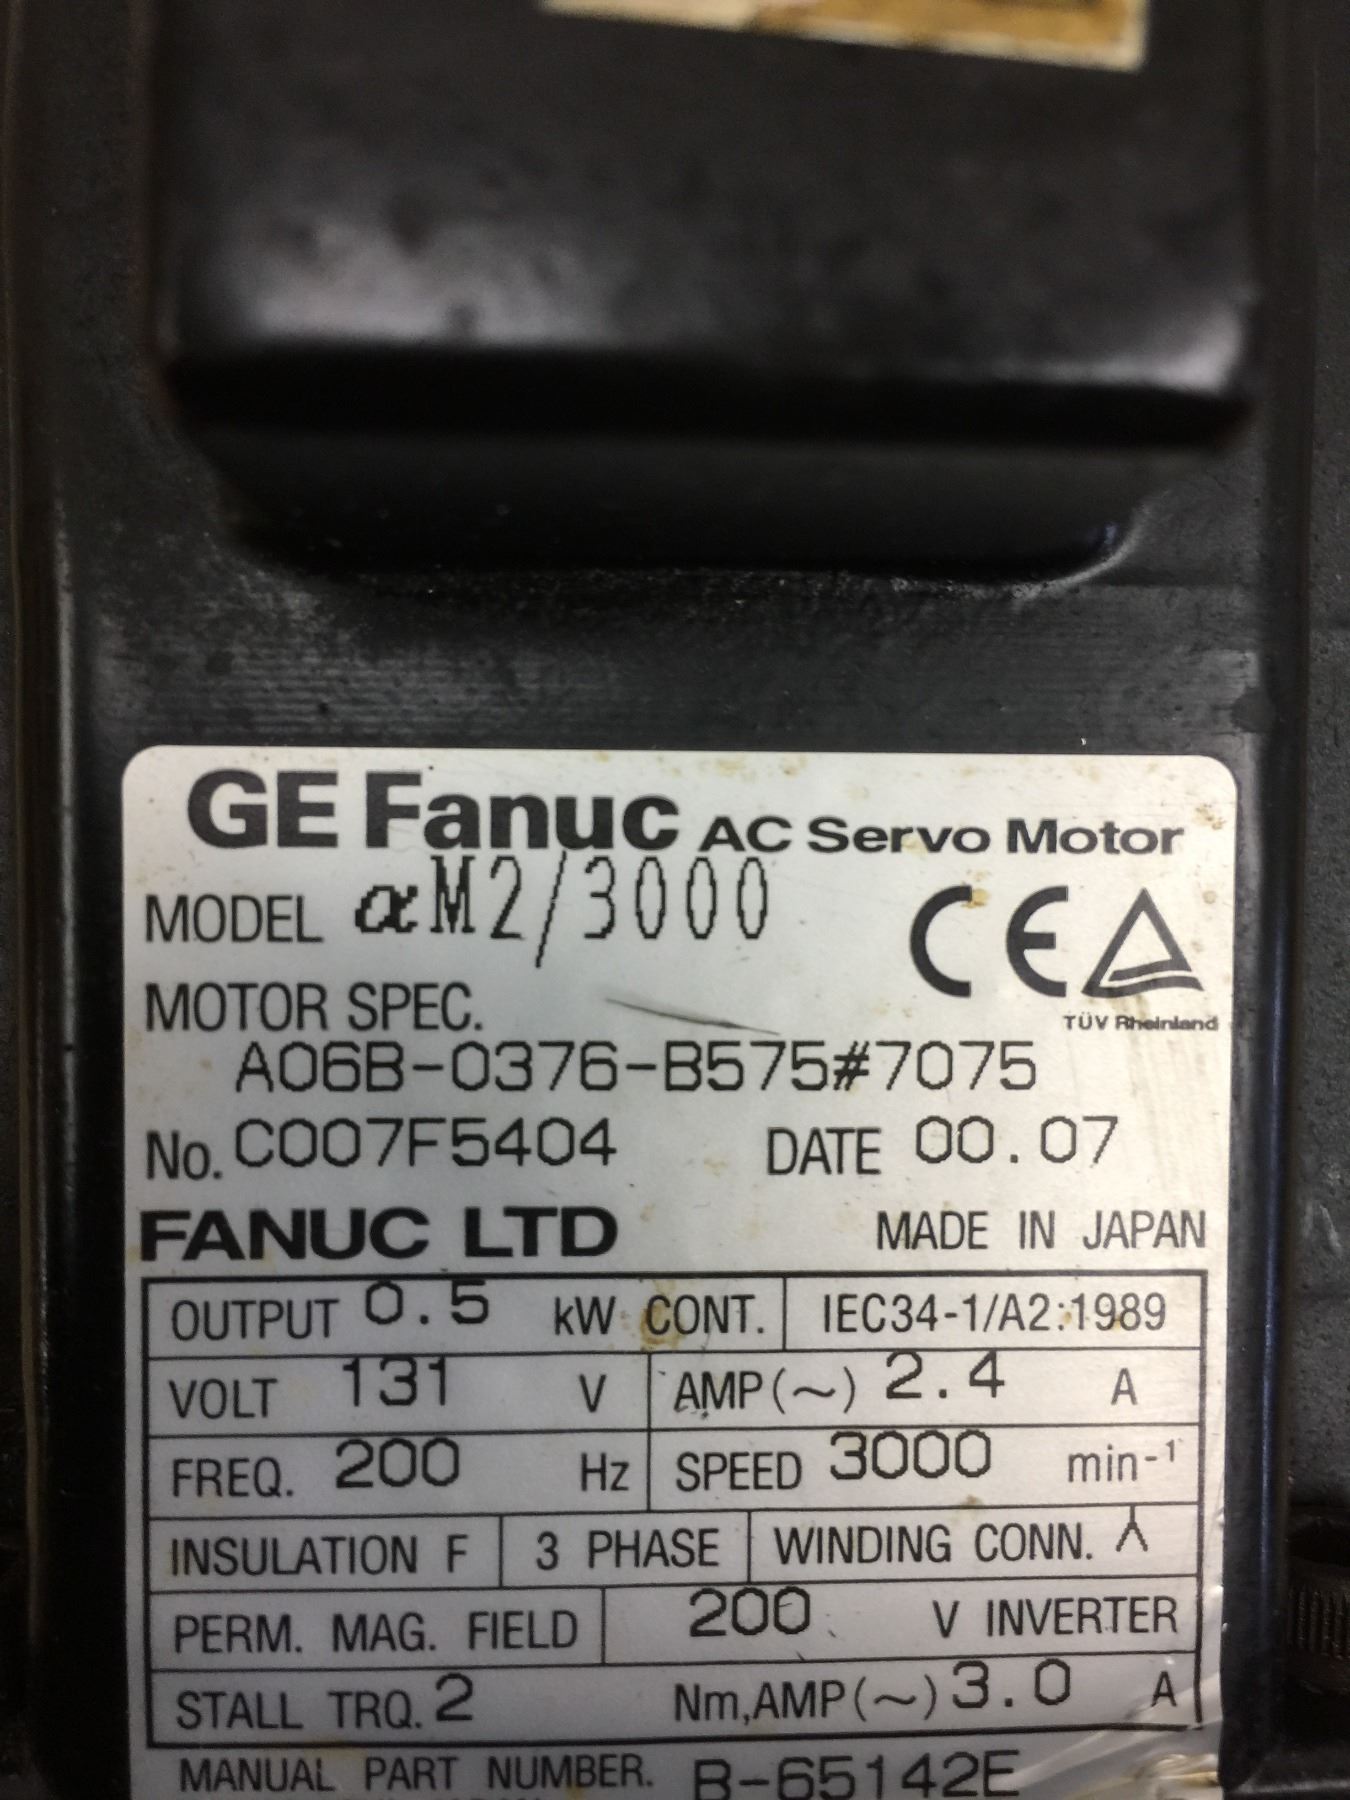 GE Fanuc AC Servo Motor
MODEL αM2/3000
CE
MOTOR SPEC.
TÜV Rheinland
A06B-0376-B575#7075
No. C007F5404 DATE 00.07
FANUC LTD MADE IN JAPAN
OUTPUT 0.5 kW CONT. IEC34-1/A2:1989
VOLT 131 V AMP(~) 2.4 A
FREQ. 200 Hz SPEED 3000 min-¹
INSULATION F 3 PHASE WINDING CONN. Y
PERM. MAG. FIELD 200 V INVERTER
STALL TRQ. 2 Nm,AMP(~) 3.0 A
MANUAL PART NUMBER. B-65142E